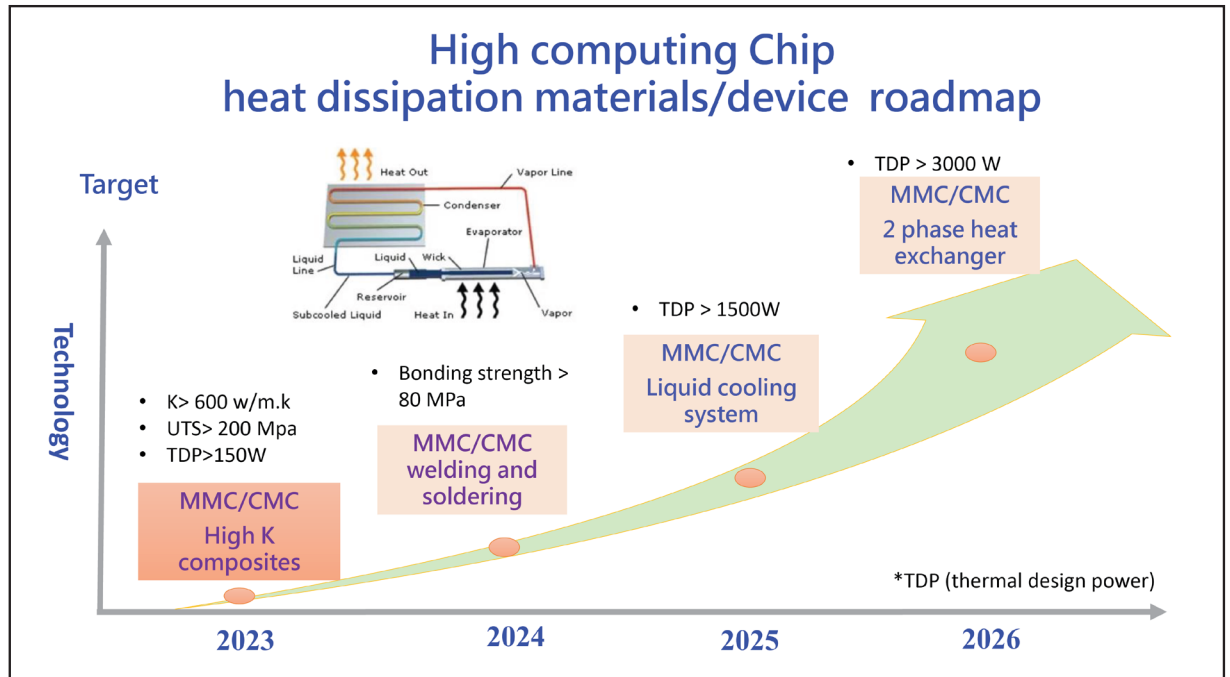 High computing Chip
heat dissipation materials/device roadmap
Target
Technology
Heat Out
Vapor Line
Condenser
Evaporator
Liquid
Line
Liquid
Wick
Reservoir
Subcooled Liquid
Heat In
Vapor
• K> 600 w/m.k
• UTS> 200 Mpa
• TDP>150W
MMC/CMC
High K
composites
• Bonding strength >
80 MPa
MMC/CMC
welding and
soldering
• TDP > 1500W
MMC/CMC
Liquid cooling
system
• TDP > 3000 W
MMC/CMC
2 phase heat
exchanger
*TDP (thermal design power)
2023
2024
2025
2026